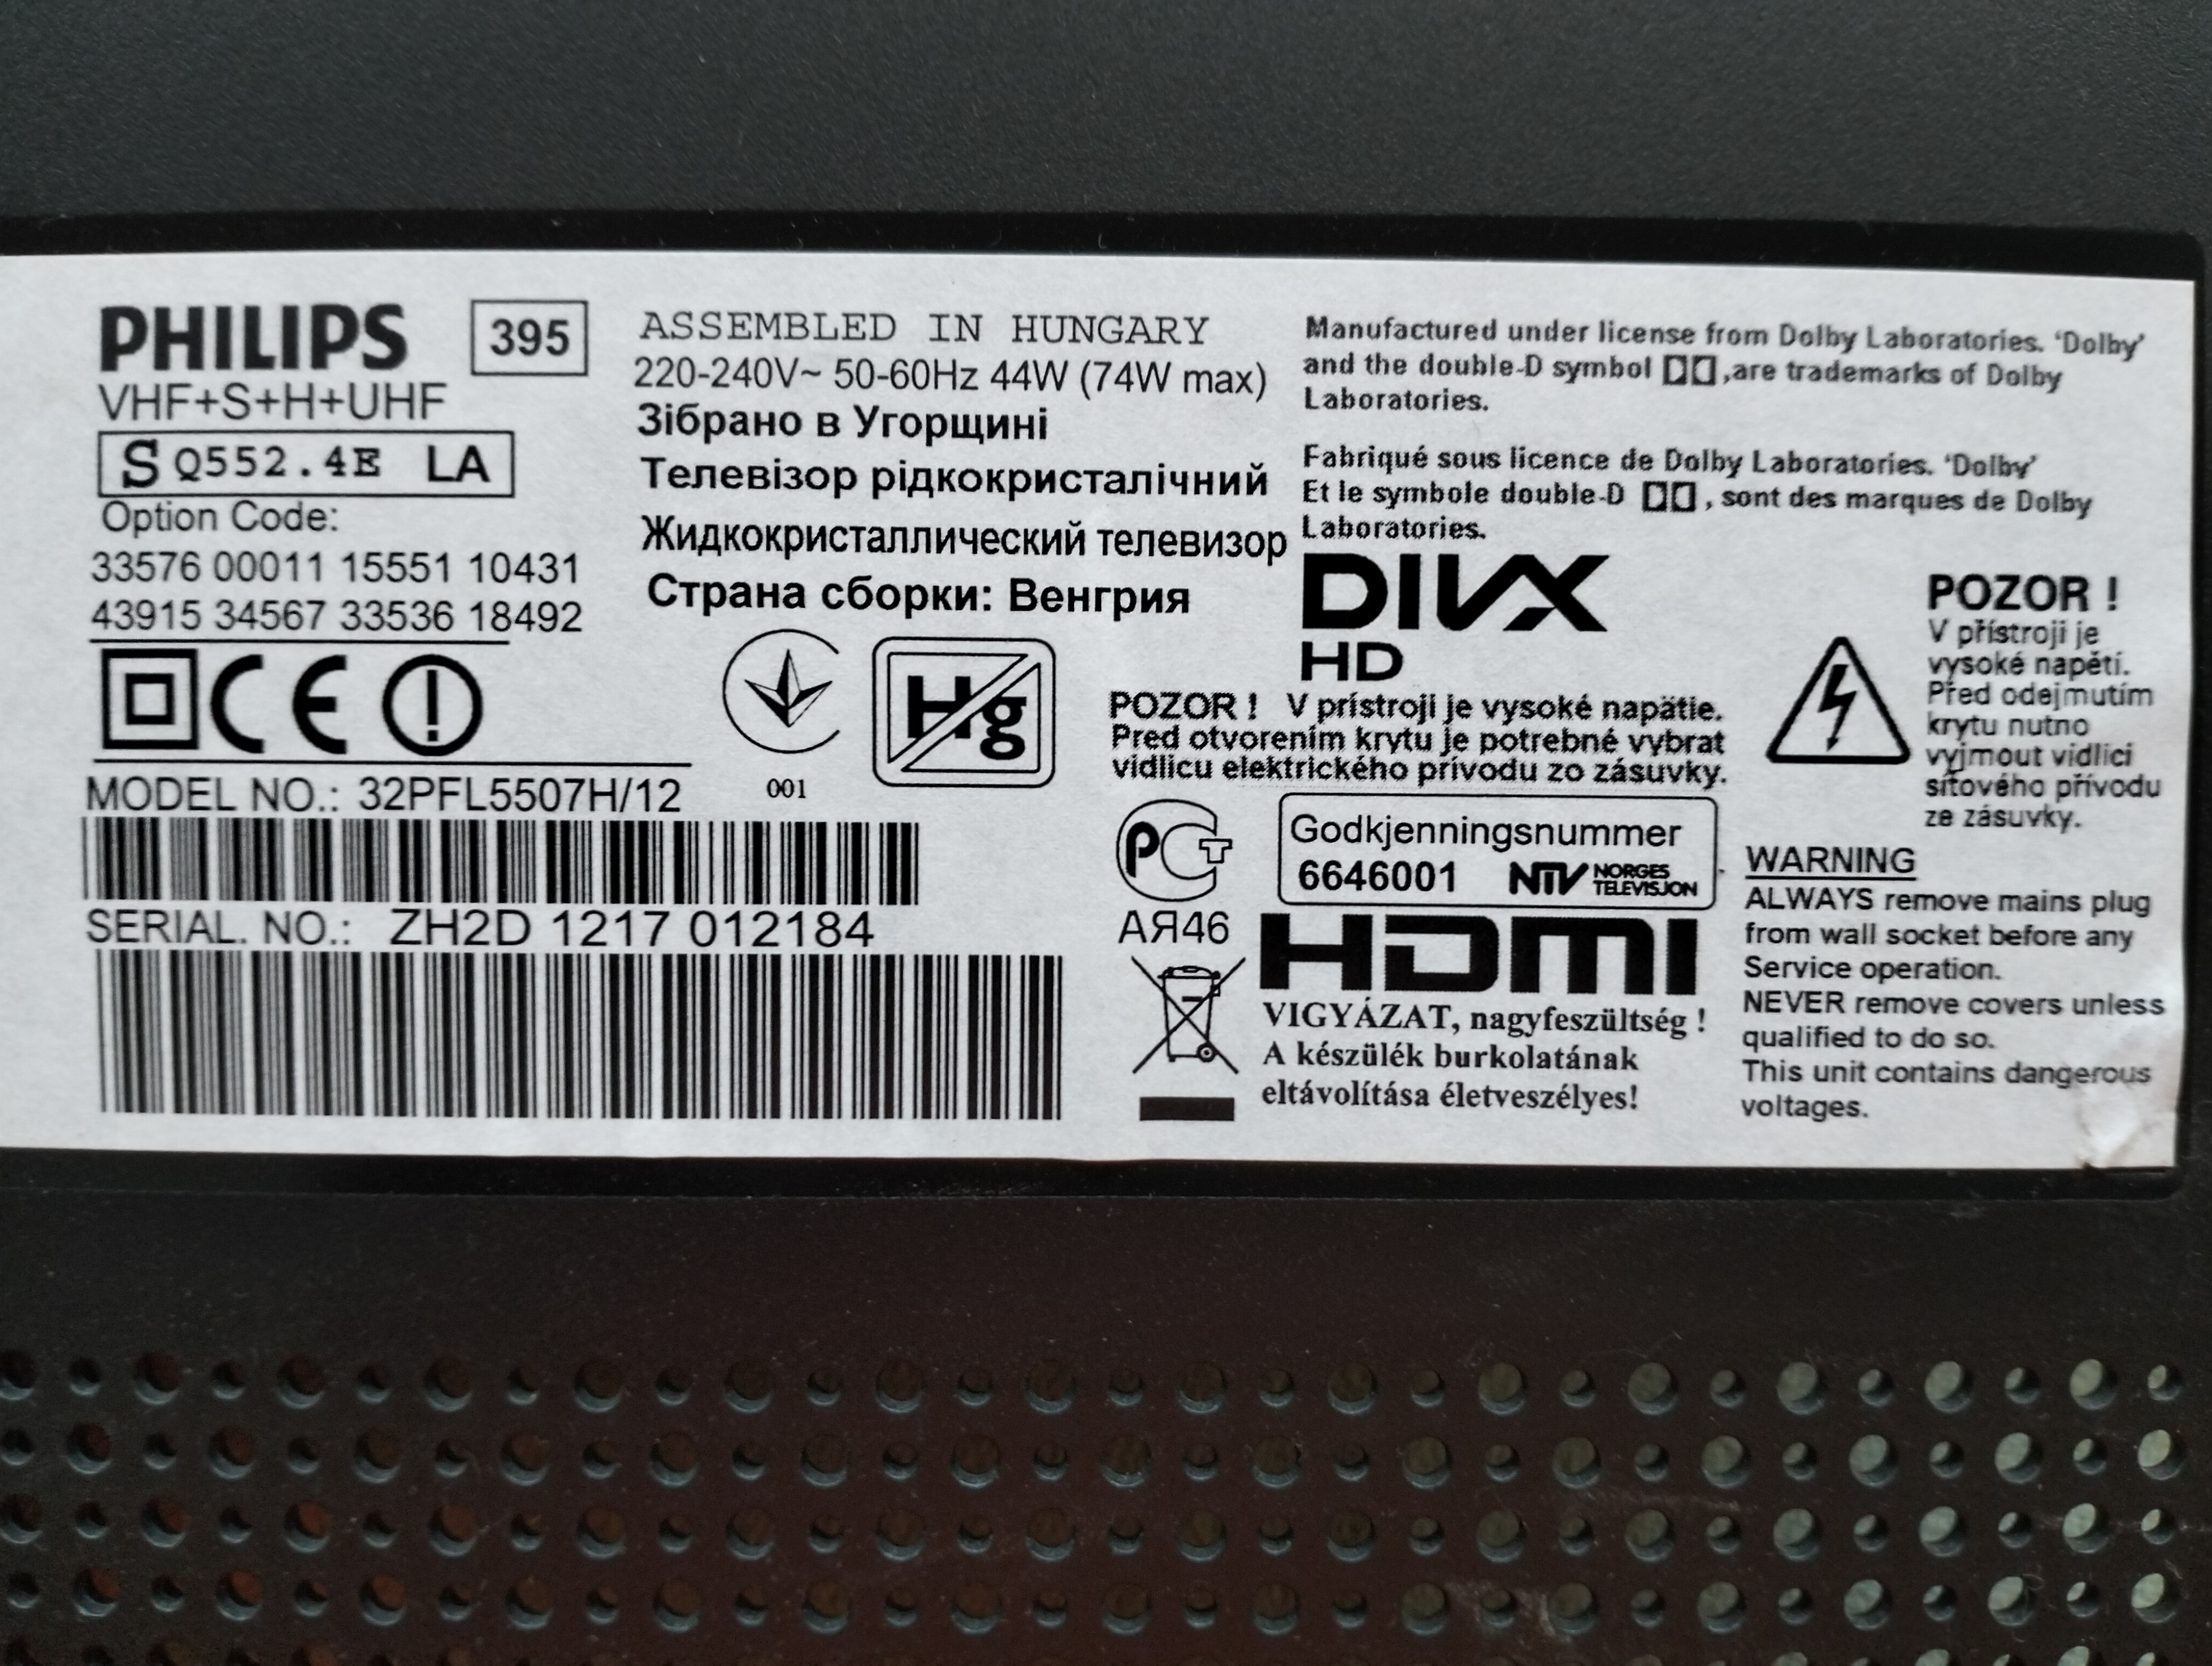 PHILIPS 395
VHF+S+H+UHF
S Q552.4E LA
Option Code:
33576 00011 15551 10431
43915 34567 33536 18492
CE
MODEL NO.: 32PFL5507H/12
SERIAL. NO.: ZH2D 1217 012184
ASSEMBLED IN HUNGARY
220-240V~ 50-60Hz 44W (74W max)
Зібрано в Угорщині
Телевізор рідкокристалічний
Жидкокристаллический телевизор
Страна сборки: Венгрия
001
Hg
Manufactured under license from Dolby Laboratories. ‘Dolby’
and the double-D symbol ,are trademarks of Dolby
Laboratories.
Fabriqué sous licence de Dolby Laboratories. ‘Dolby’
Et le symbole double-D , sont des marques de Dolby
Laboratories.
DIVX
HD
POZOR ! V prístroji je vysoké napätie.
Pred otvorením krytu je potrebné vybrat
vidlicu elektrického prívodu zo zásuvky.
РСТ
АЯ46
Godkjenningsnummer
6646001 NTV NORGES
TELEVISJON
HDMI
VIGYÁZAT, nagyfeszültség !
A készülék burkolatának
eltávolítása életveszélyes!
POZOR !
V přístroji je
vysoké napětí.
Před odejmutím
krytu nutno
vyjmout vidlici
síťového přívodu
ze zásuvky.
WARNING
ALWAYS remove mains plug
from wall socket before any
Service operation.
NEVER remove covers unless
qualified to do so.
This unit contains dangerous
voltages.